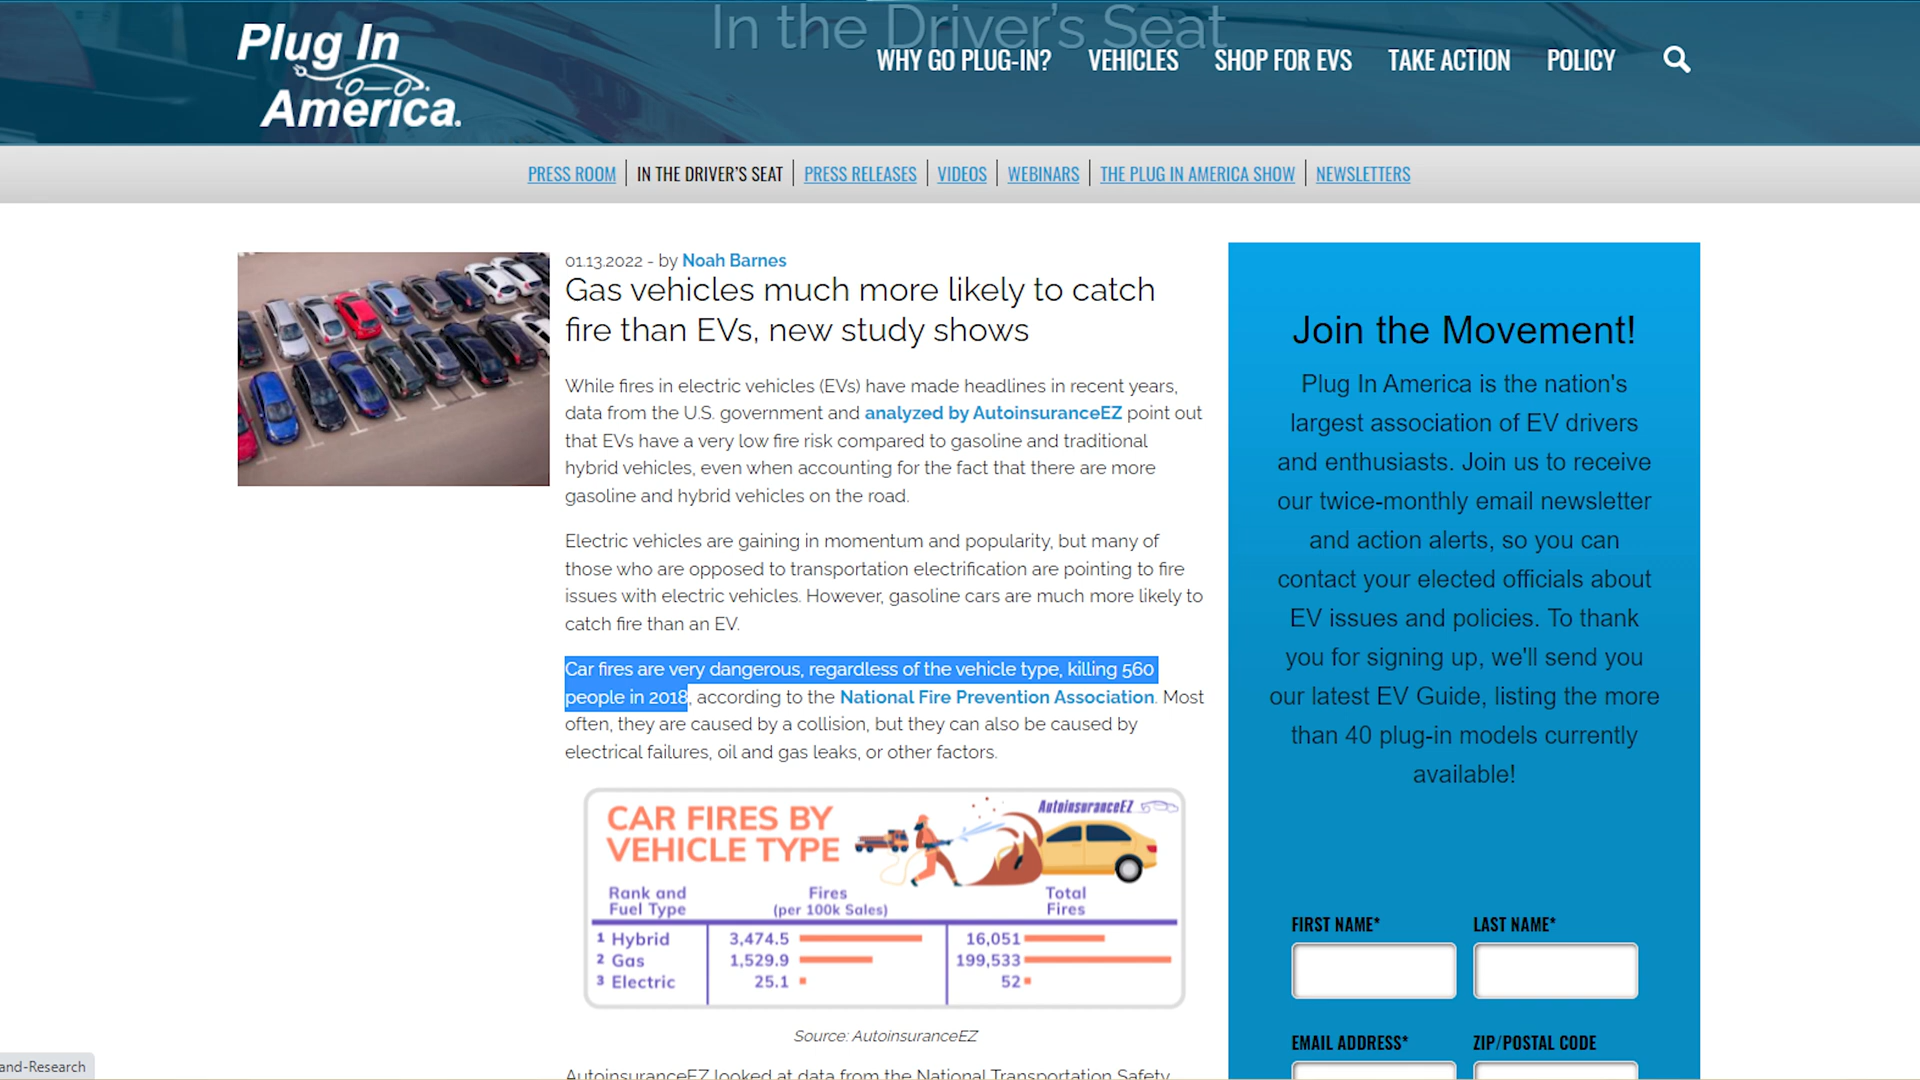 In the Driver's Seat
Plug In
America.
WHY GO PLUG-IN?
VEHICLES
SHOP FOR EVS
TAKE ACTION
POLICY
PRESS ROOM
IN THE DRIVER'S SEAT
PRESS RELEASES
VIDEOS
WEBINARS
THE PLUG IN AMERICA SHOW
NEWSLETTERS
01.13.2022 - by Noah Barnes
Gas vehicles much more likely to catch
fire than EVs, new study shows
While fires in electric vehicles (EVs) have made headlines in recent years,
data from the U.S. government and analyzed by AutoinsuranceEZ point out
that EVs have a very low fire risk compared to gasoline and traditional
hybrid vehicles, even when accounting for the fact that there are more
gasoline and hybrid vehicles on the road.
Electric vehicles are gaining in momentum and popularity, but many of
those who are opposed to transportation electrification are pointing to fire
issues with electric vehicles. However, gasoline cars are much more likely to
catch fire than an EV.
Car fires are very dangerous, regardless of the vehicle type, killing 560
people in 2018, according to the National Fire Prevention Association. Most
often, they are caused by a collision, but they can also be caused by
electrical failures, oil and gas leaks, or other factors.
AutoinsuranceEZ
CAR FIRES BY
VEHICLE TYPE
Rank and
Fuel Type
Fires
(per 100k Sales)
Total
Fires
1 Hybrid 3,474.5 16,051
2 Gas 1,529.9 199,533
3 Electric 25.1 52
Source: AutoinsuranceEZ
AutoinsuranceEZ looked at data from the National Transportation Safety
Join the Movement!
Plug In America is the nation's
largest association of EV drivers
and enthusiasts. Join us to receive
our twice-monthly email newsletter
and action alerts, so you can
contact your elected officials about
EV issues and policies. To thank
you for signing up, we'll send you
our latest EV Guide, listing the more
than 40 plug-in models currently
available!
FIRST NAME*
LAST NAME*
EMAIL ADDRESS*
ZIP/POSTAL CODE
and-Research